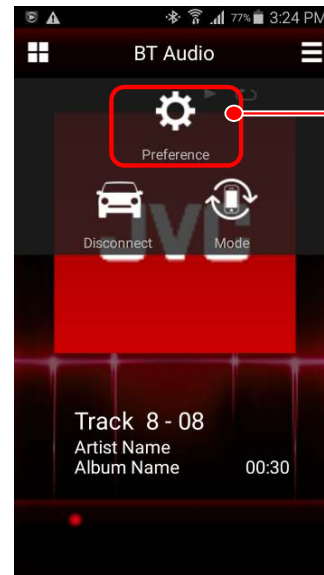 77% 3:24 PM
BT Audio
Preference
Disconnect Mode
JVC
Track 8 - 08
Artist Name
Album Name 00:30